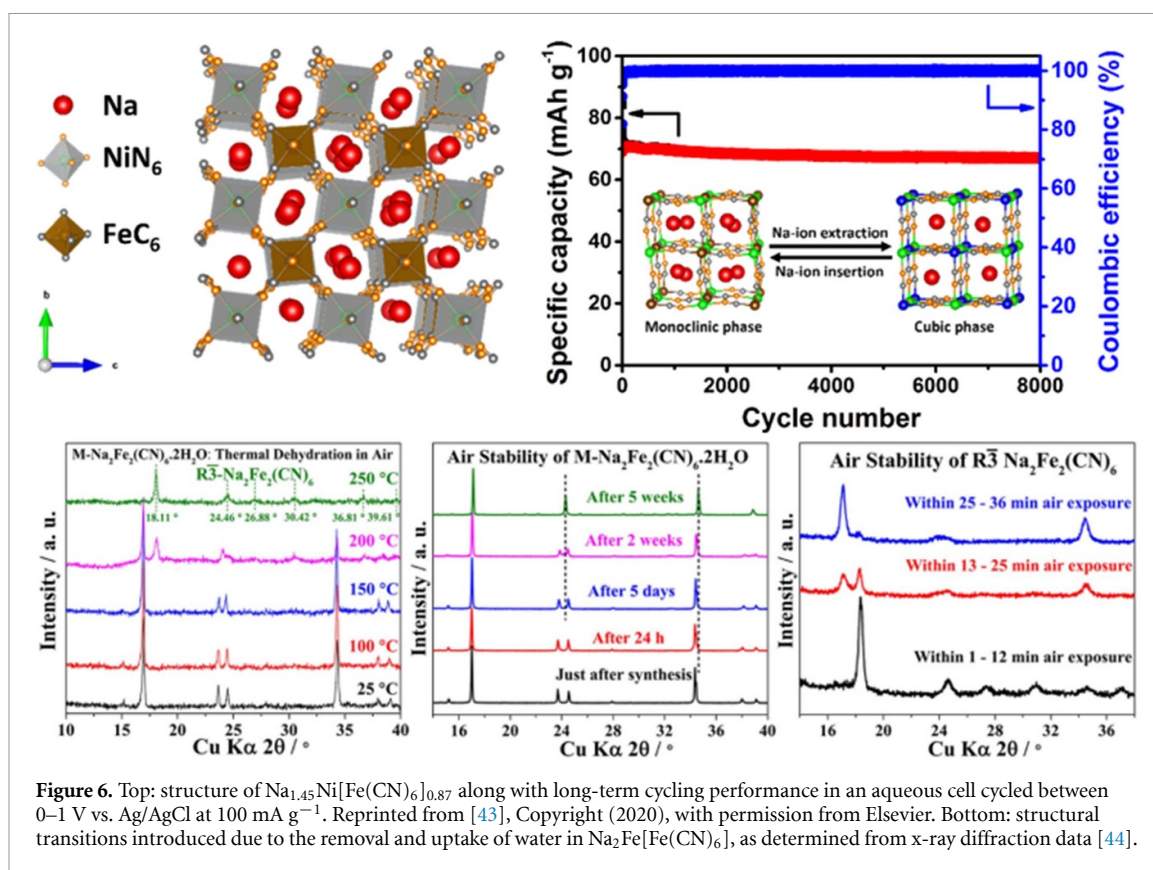 Na
NiN₆
FeC₆
b
c
Specific capacity (mAh g⁻¹)
100
80
60
40
20
0
Na-ion extraction
Na-ion insertion
Monoclinic phase
Cubic phase
0 2000 4000 6000 8000
Cycle number
100
80
60
40
20
0
Coulombic efficiency (%)
M-Na₂Fe₂(CN)₆.2H₂O: Thermal Dehydration in Air
R3̅-Na₂Fe₂(CN)₆
250 °C
18.11 ° 24.46 ° 26.88 ° 30.42 ° 36.81 ° 39.61 °
200 °C
150 °C
100 °C
25 °C
Intensity / a. u.
10 15 20 25 30 35 40
Cu Kα 2θ / °
Air Stability of M-Na₂Fe₂(CN)₆.2H₂O
After 5 weeks
After 2 weeks
After 5 days
After 24 h
Just after synthesis
Intensity / a. u.
16 20 24 28 32 36 40
Cu Kα 2θ / °
Air Stability of R3̅ Na₂Fe₂(CN)₆
Within 25 - 36 min air exposure
Within 13 - 25 min air exposure
Within 1 - 12 min air exposure
Intensity / a. u.
16 20 24 28 32 36
Cu Kα 2θ / °
Figure 6. Top: structure of Na₁.₄₅Ni[Fe(CN)₆]₀.₈₇ along with long-term cycling performance in an aqueous cell cycled between
0–1 V vs. Ag/AgCl at 100 mA g⁻¹. Reprinted from [43], Copyright (2020), with permission from Elsevier. Bottom: structural
transitions introduced due to the removal and uptake of water in Na₂Fe[Fe(CN)₆], as determined from x-ray diffraction data [44].